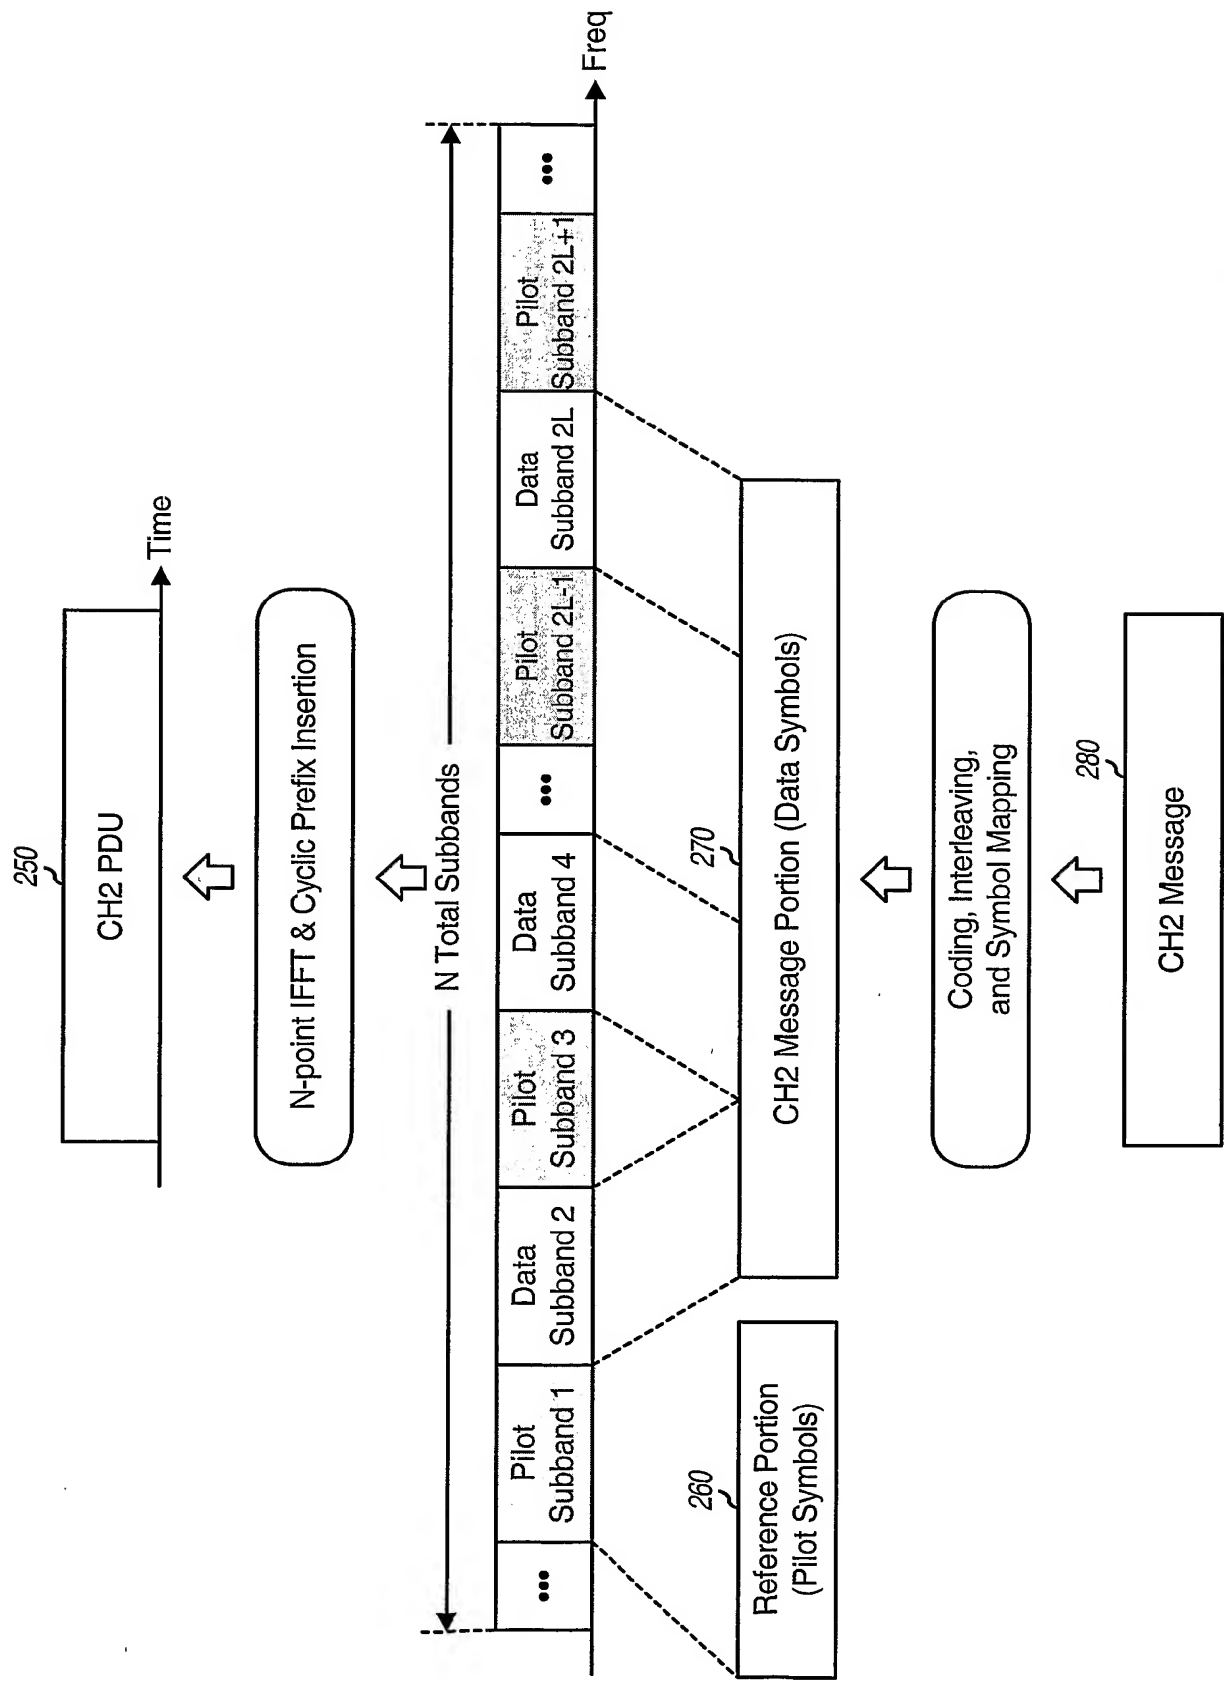 250
CH2 PDU
Time
N-point IFFT & Cyclic Prefix Insertion
N Total Subbands
•••
Pilot
Subband 1
Data
Subband 2
Pilot
Subband 3
Data
Subband 4
•••
Pilot
Subband 2L-1
Data
Subband 2L
Pilot
Subband 2L+1
•••
Freq
260
Reference Portion
(Pilot Symbols)
270
CH2 Message Portion (Data Symbols)
Coding, Interleaving,
and Symbol Mapping
280
CH2 Message